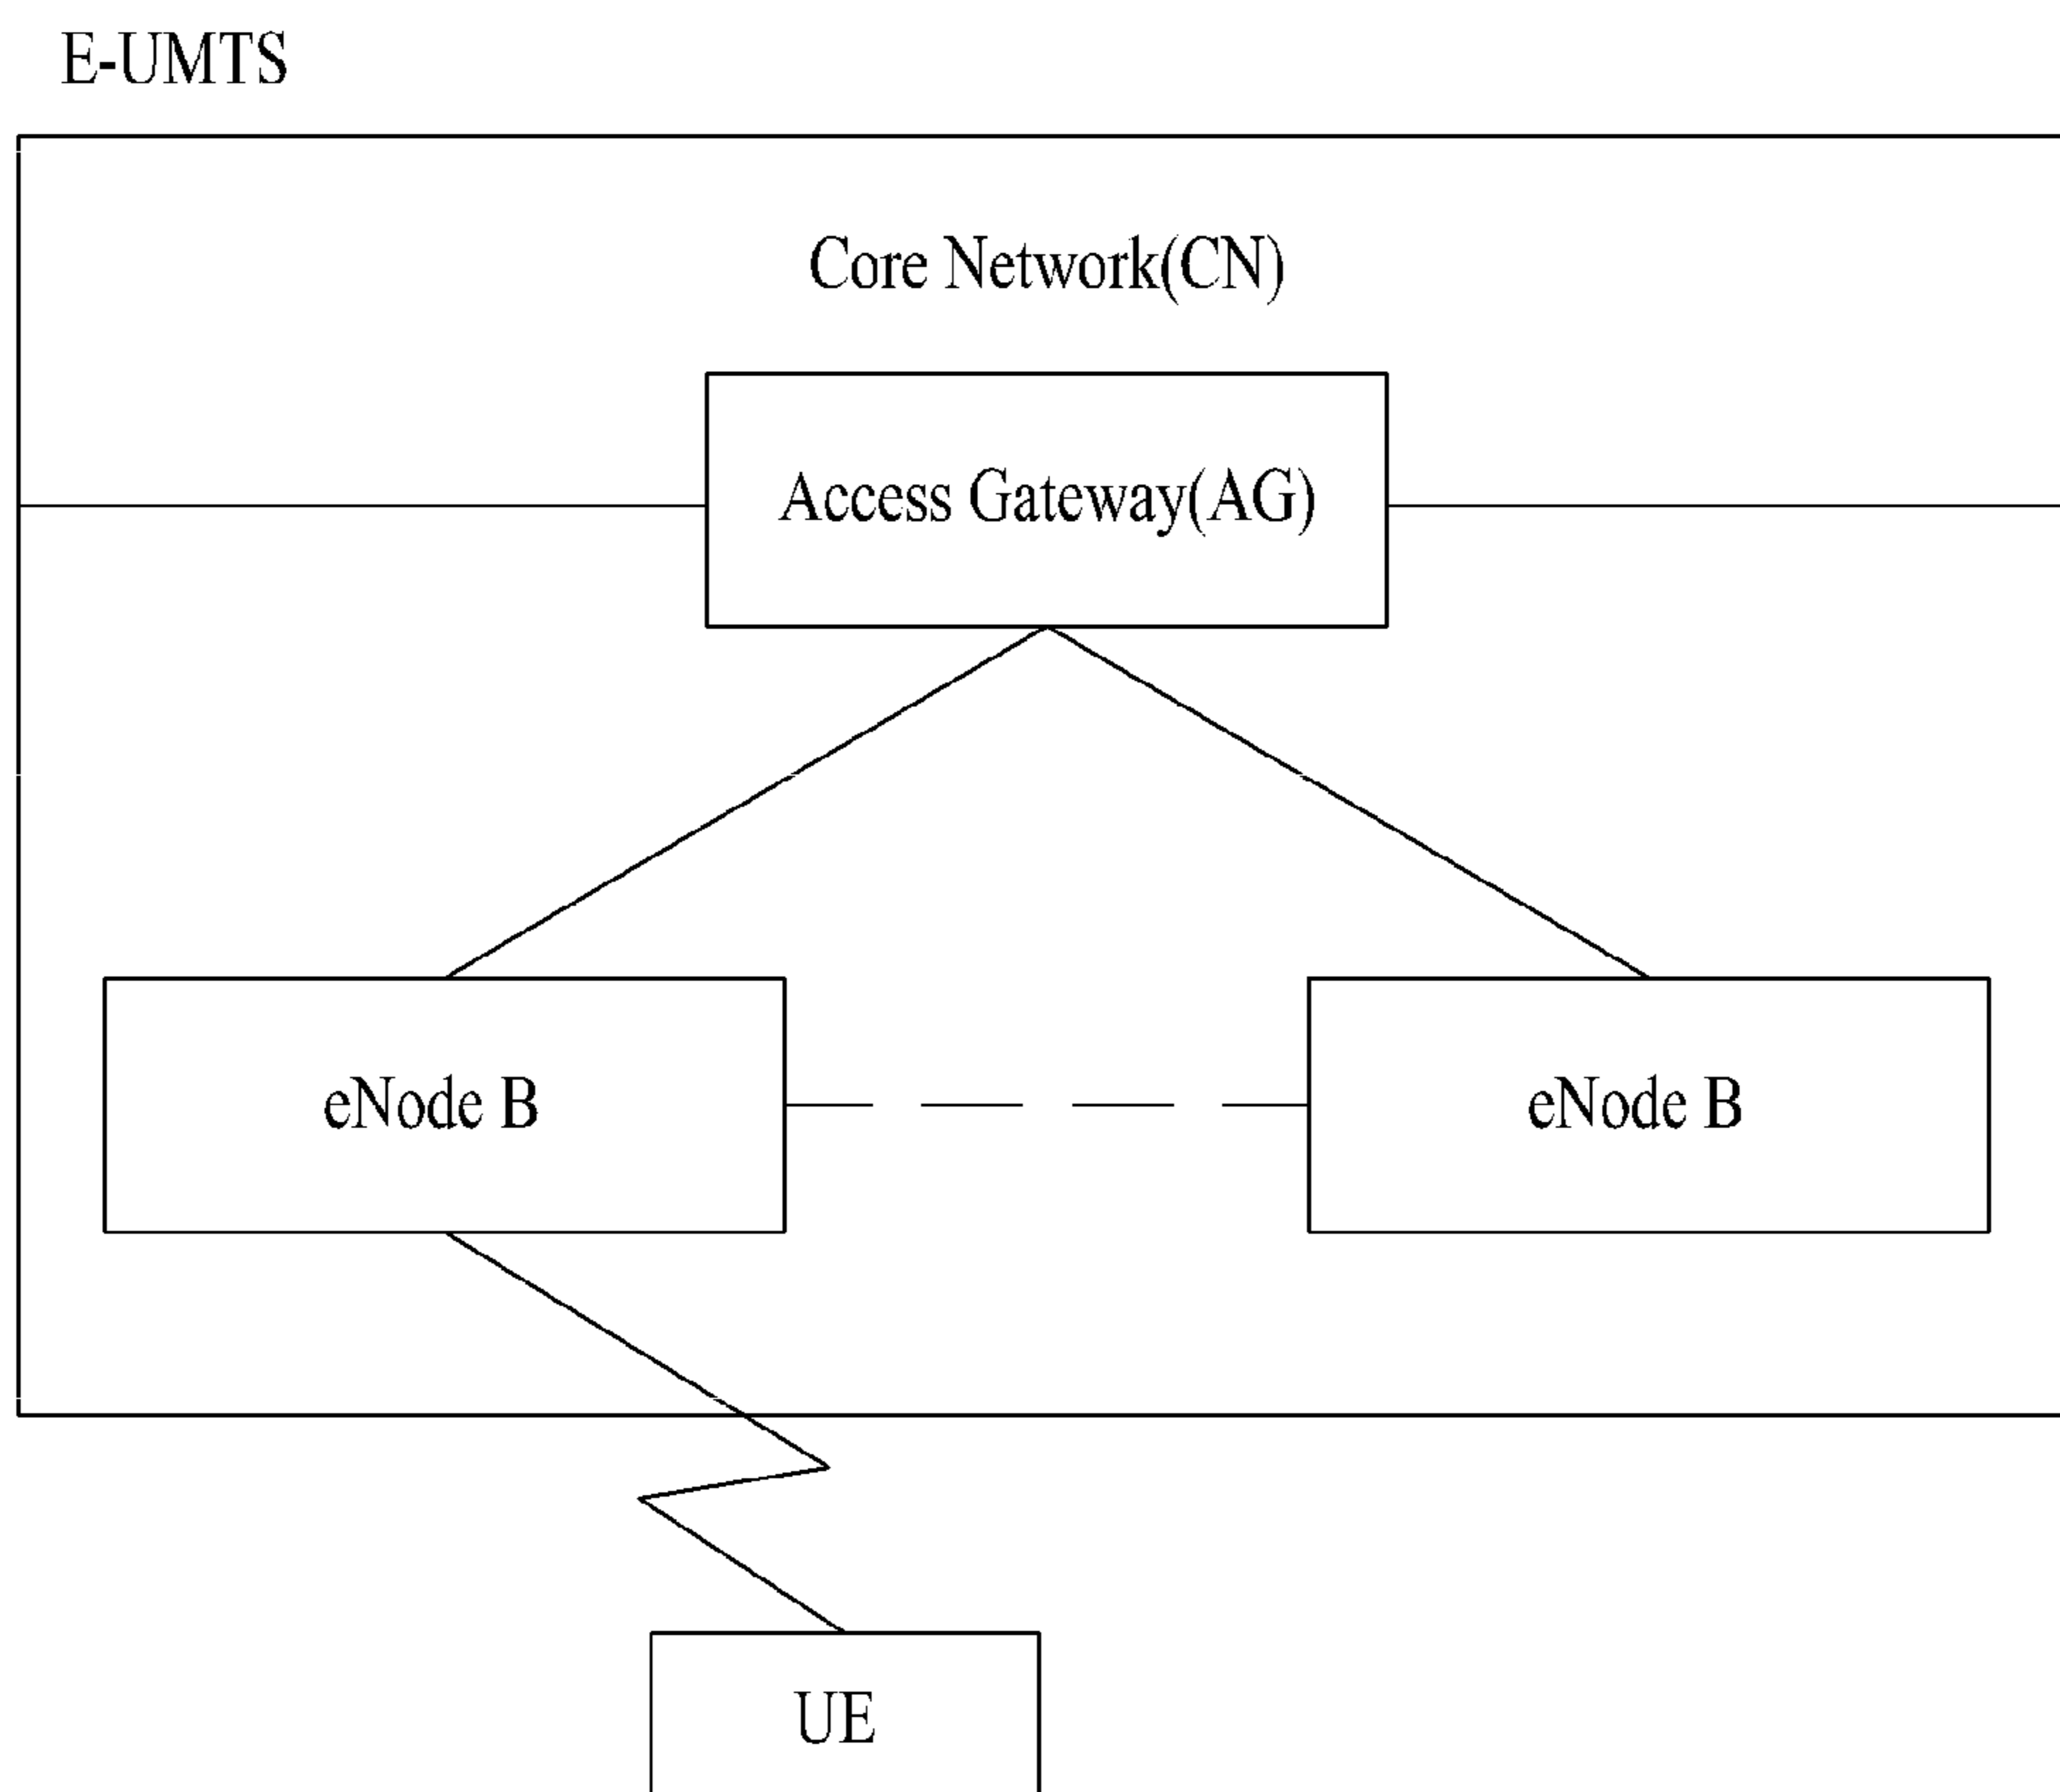 E-UMTS
Core Network(CN)
Access Gateway(AG)
eNode B
eNode B
UE